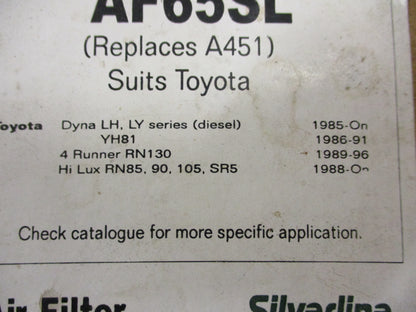 AF65SL
(Replaces A451)
Suits Toyota
Toyota Dyna LH, LY series (diesel) 1985-On
YH81 1986-91
4 Runner RN130 1989-96
Hi Lux RN85, 90, 105, SR5 1988-On
Check catalogue for more specific application.
Air Filter Silverline